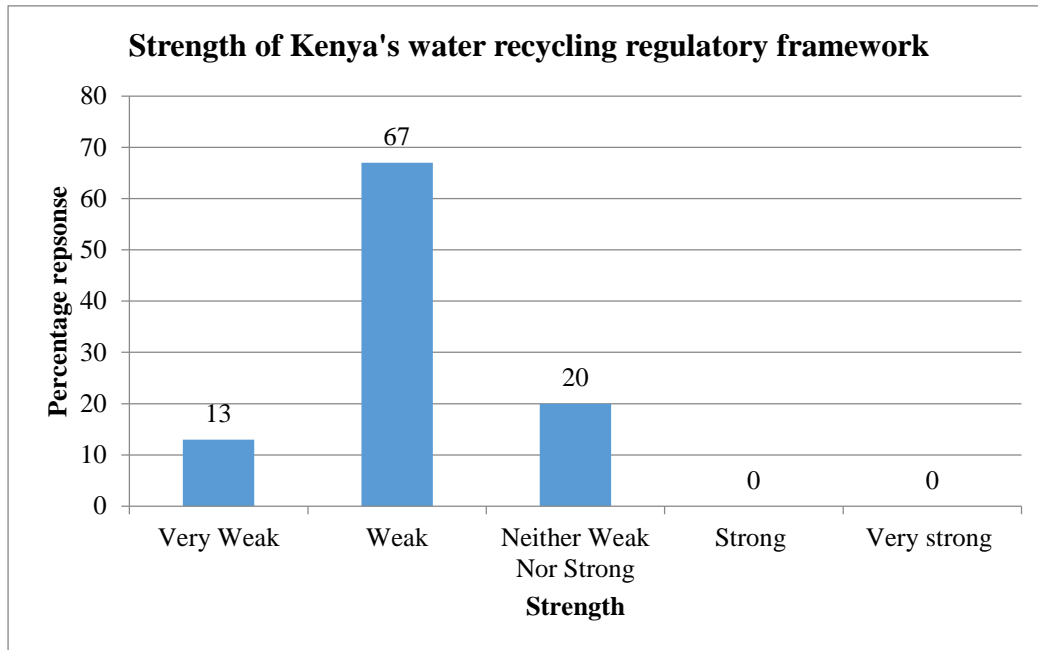 Strength of Kenya's water recycling regulatory framework
Percentage repsonse
80
70
60
50
40
30
20
10
0
13
67
20
0
0
Very Weak
Weak
Neither Weak
Nor Strong
Strong
Very strong
Strength